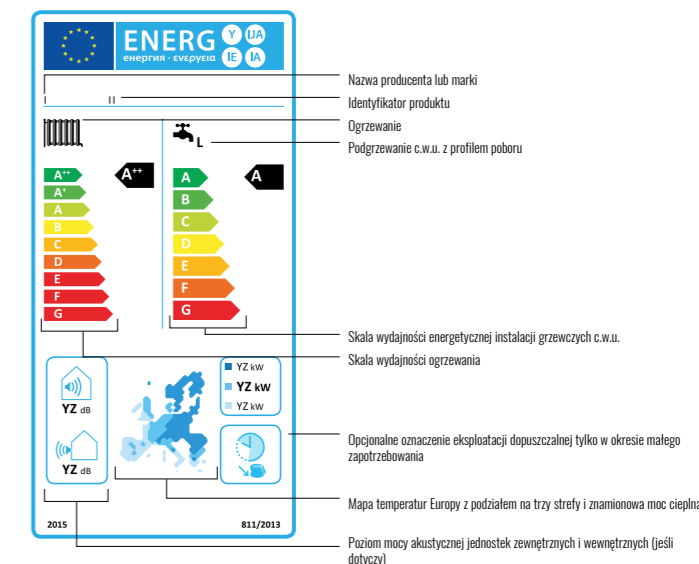 ENERG Y IJA
енергия · ενεργεια IE IA
Nazwa producenta lub marki
I II
Identyfikator produktu
Ogrzewanie
L
Podgrzewanie c.w.u. z profilem poboru
A++ A++ A A
A+ B
A C
B D
C E
D F
E G
F
G
Skala wydajności energetycznej instalacji grzewczych c.w.u.
Skala wydajności ogrzewania
YZ kW
YZ kW
YZ kW
YZ dB
YZ dB
Opcjonalne oznaczenie eksploatacji dopuszczalnej tylko w okresie małego
zapotrzebowania
Mapa temperatur Europy z podziałem na trzy strefy i znamionowa moc cieplna
2015 811/2013
Poziom mocy akustycznej jednostek zewnętrznych i wewnętrznych (jeśli
dotyczy)